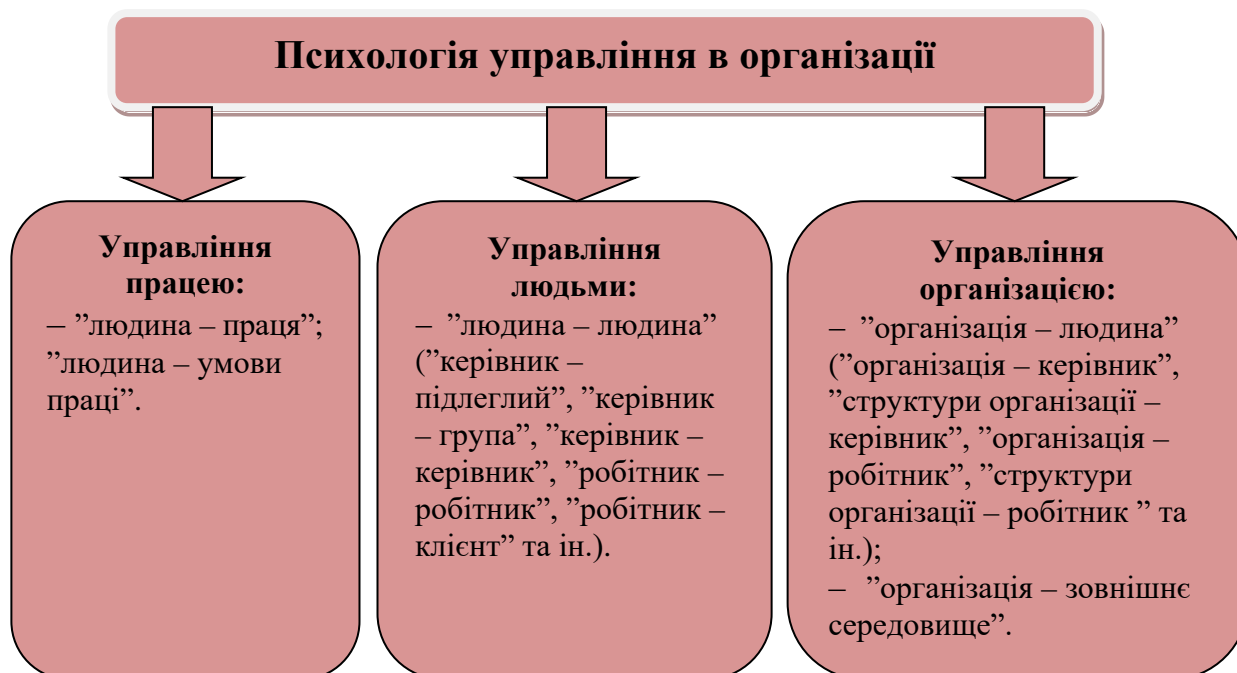 Психологія управління в організації
Управління
працею:
– ”людина – праця”;
”людина – умови
праці”.
Управління
людьми:
– ”людина – людина”
(”керівник –
підлеглий”, ”керівник
– група”, ”керівник –
керівник”, ”робітник –
робітник”, ”робітник –
клієнт” та ін.).
Управління
організацією:
– ”організація – людина”
(”організація – керівник”,
”структури організації –
керівник”, ”організація –
робітник”, ”структури
організації – робітник ” та
ін.);
– ”організація – зовнішнє
середовище”.